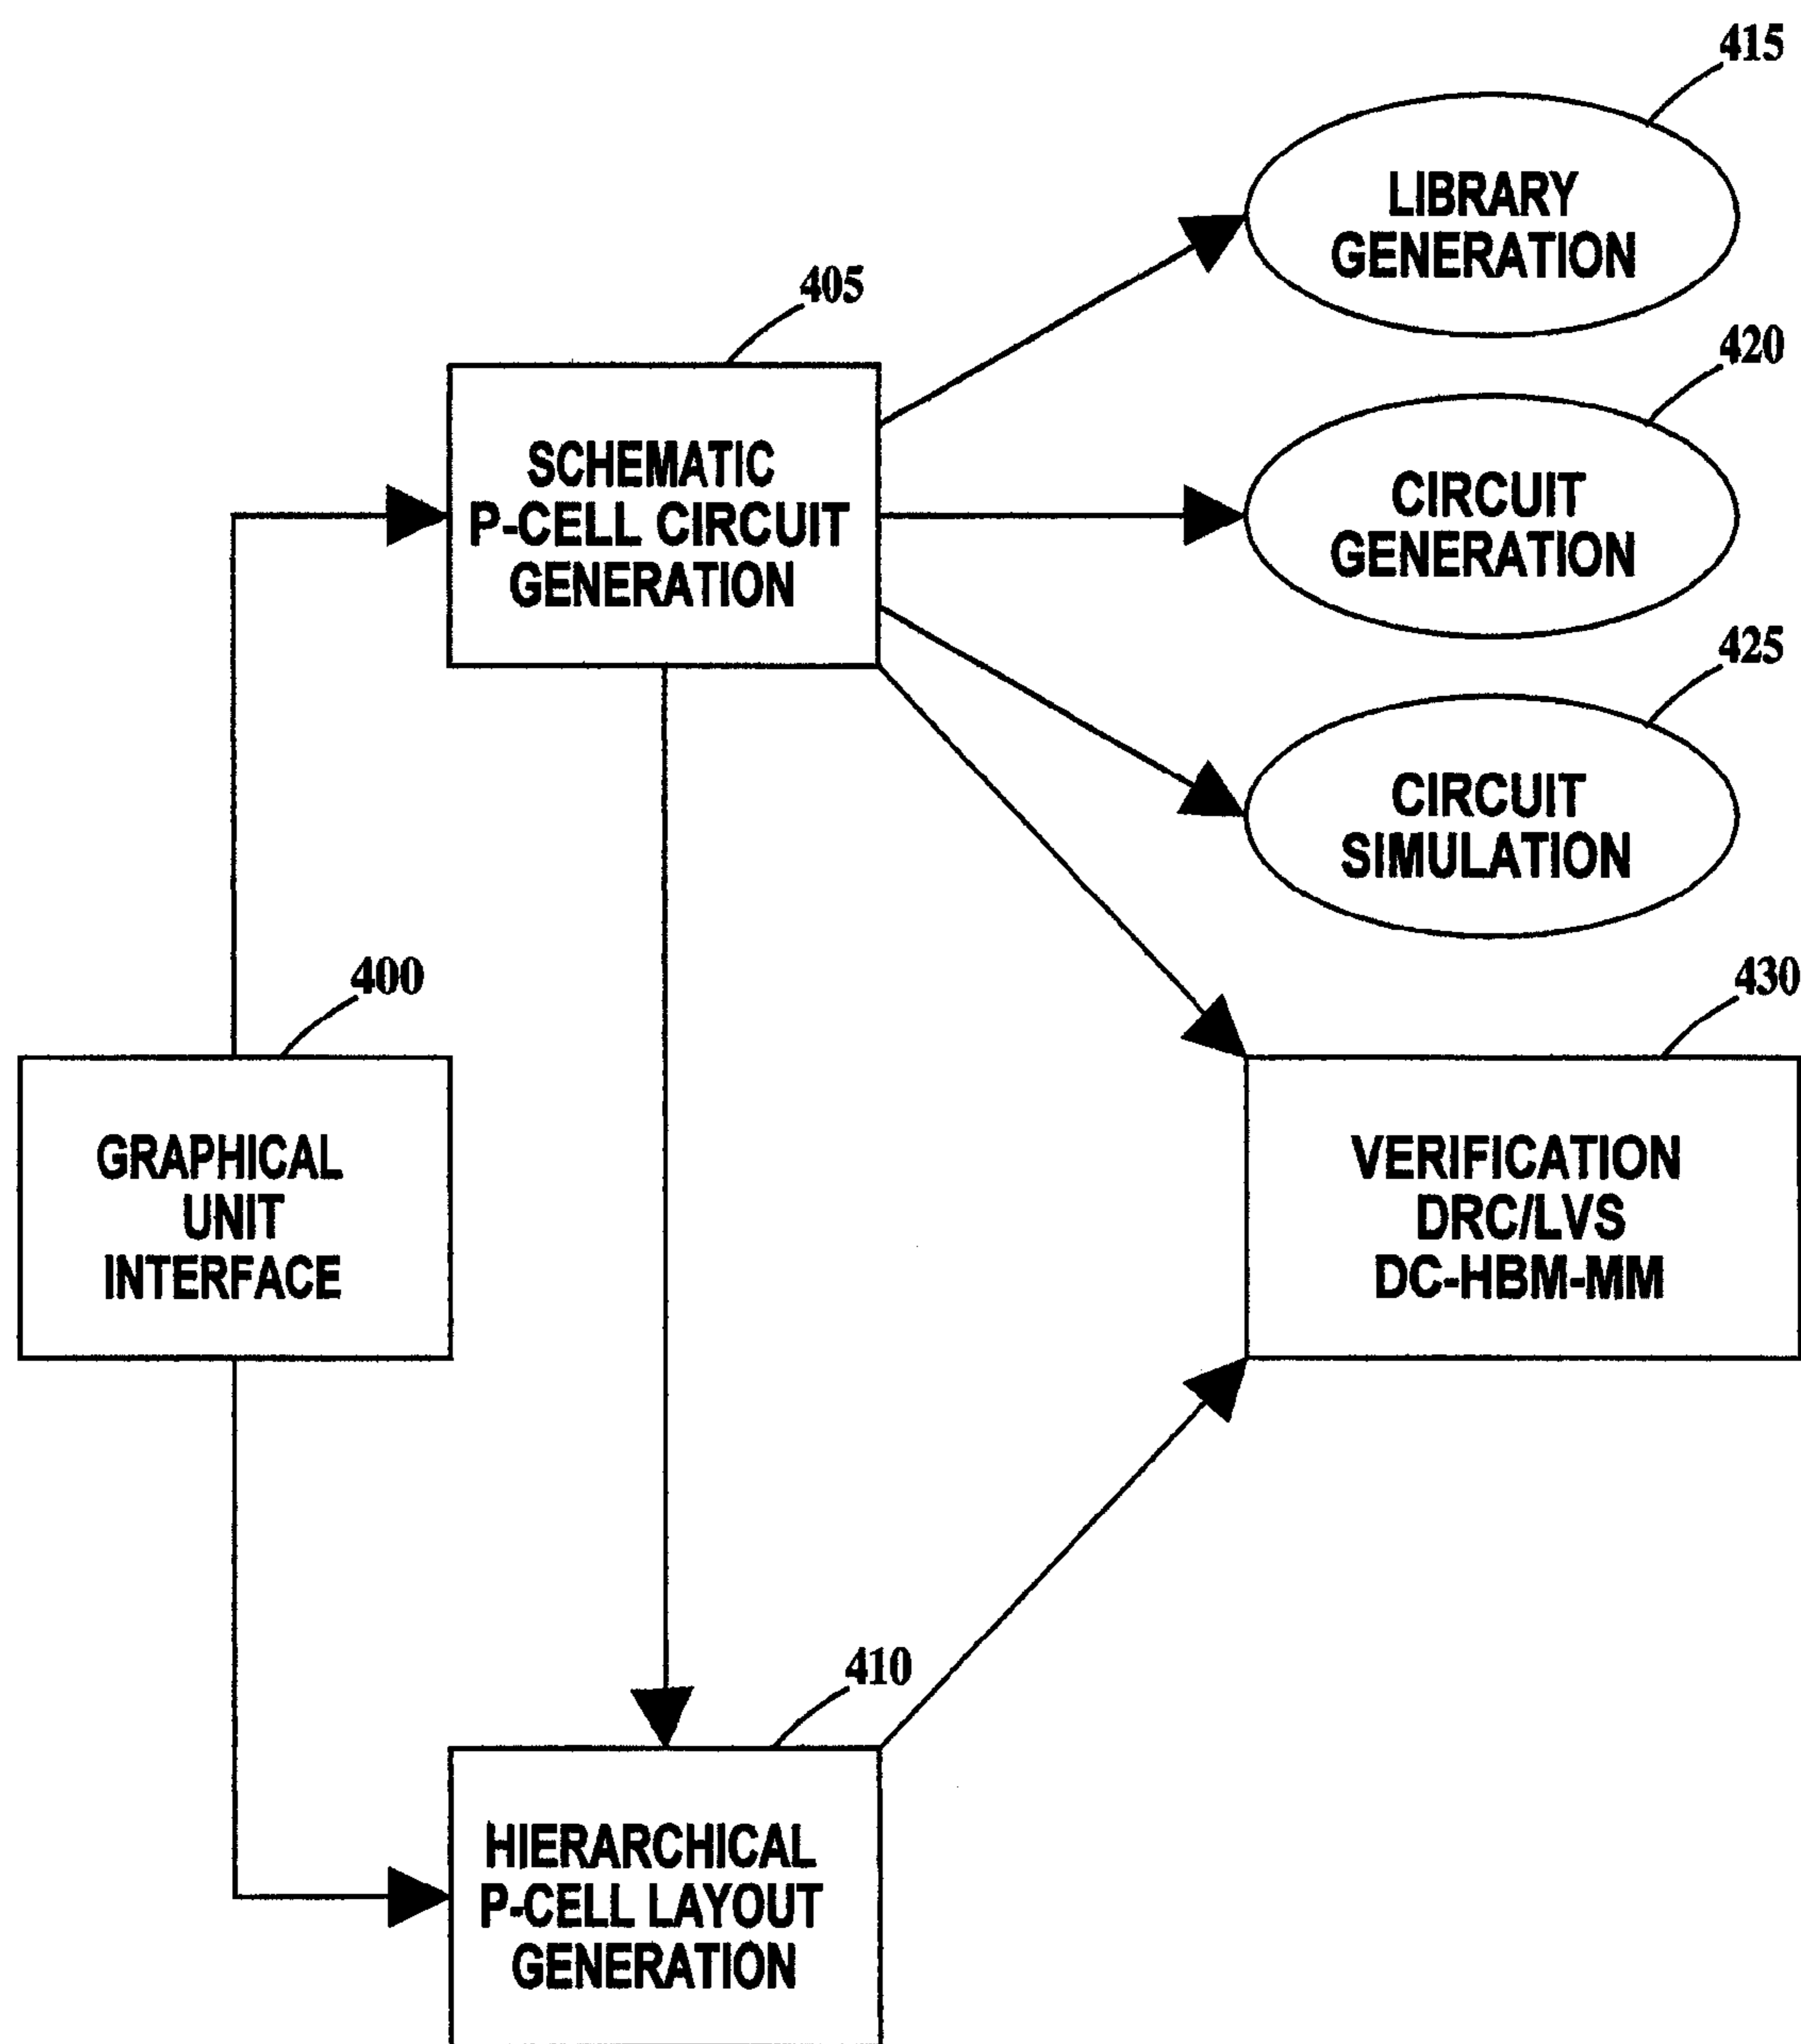 415
LIBRARY
GENERATION
405
420
SCHEMATIC
P-CELL CIRCUIT
GENERATION
CIRCUIT
GENERATION
425
CIRCUIT
SIMULATION
400
430
GRAPHICAL
UNIT
INTERFACE
VERIFICATION
DRC/LVS
DC-HBM-MM
410
HIERARCHICAL
P-CELL LAYOUT
GENERATION